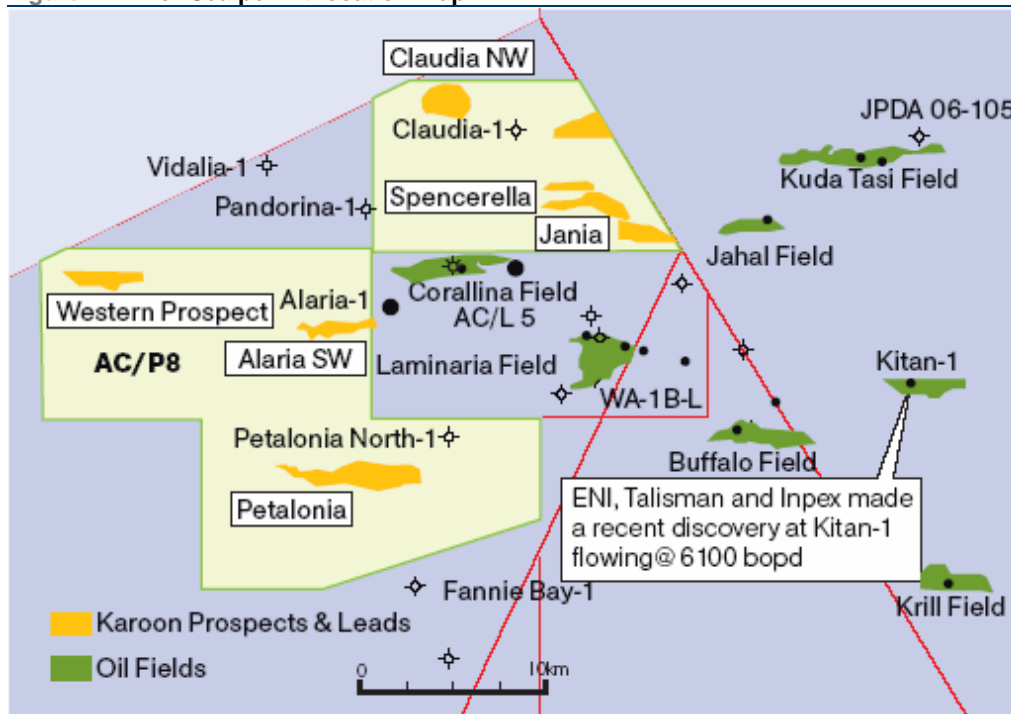 Claudia NW
JPDA 06-105
Claudia-1
Vidalia-1
Kuda Tasi Field
Spencerella
Pandorina-1
Jania
Jahal Field
Corallina Field
AC/L 5
Western Prospect
Alaria-1
AC/P8
Alaria SW
Laminaria Field
Kitan-1
WA-1B-L
Petalonia North-1
Buffalo Field
Petalonia
ENI, Talisman and Inpex made
a recent discovery at Kitan-1
flowing@ 6100 bopd
Fannie Bay-1
Krill Field
Karoon Prospects & Leads
Oil Fields
0 10km